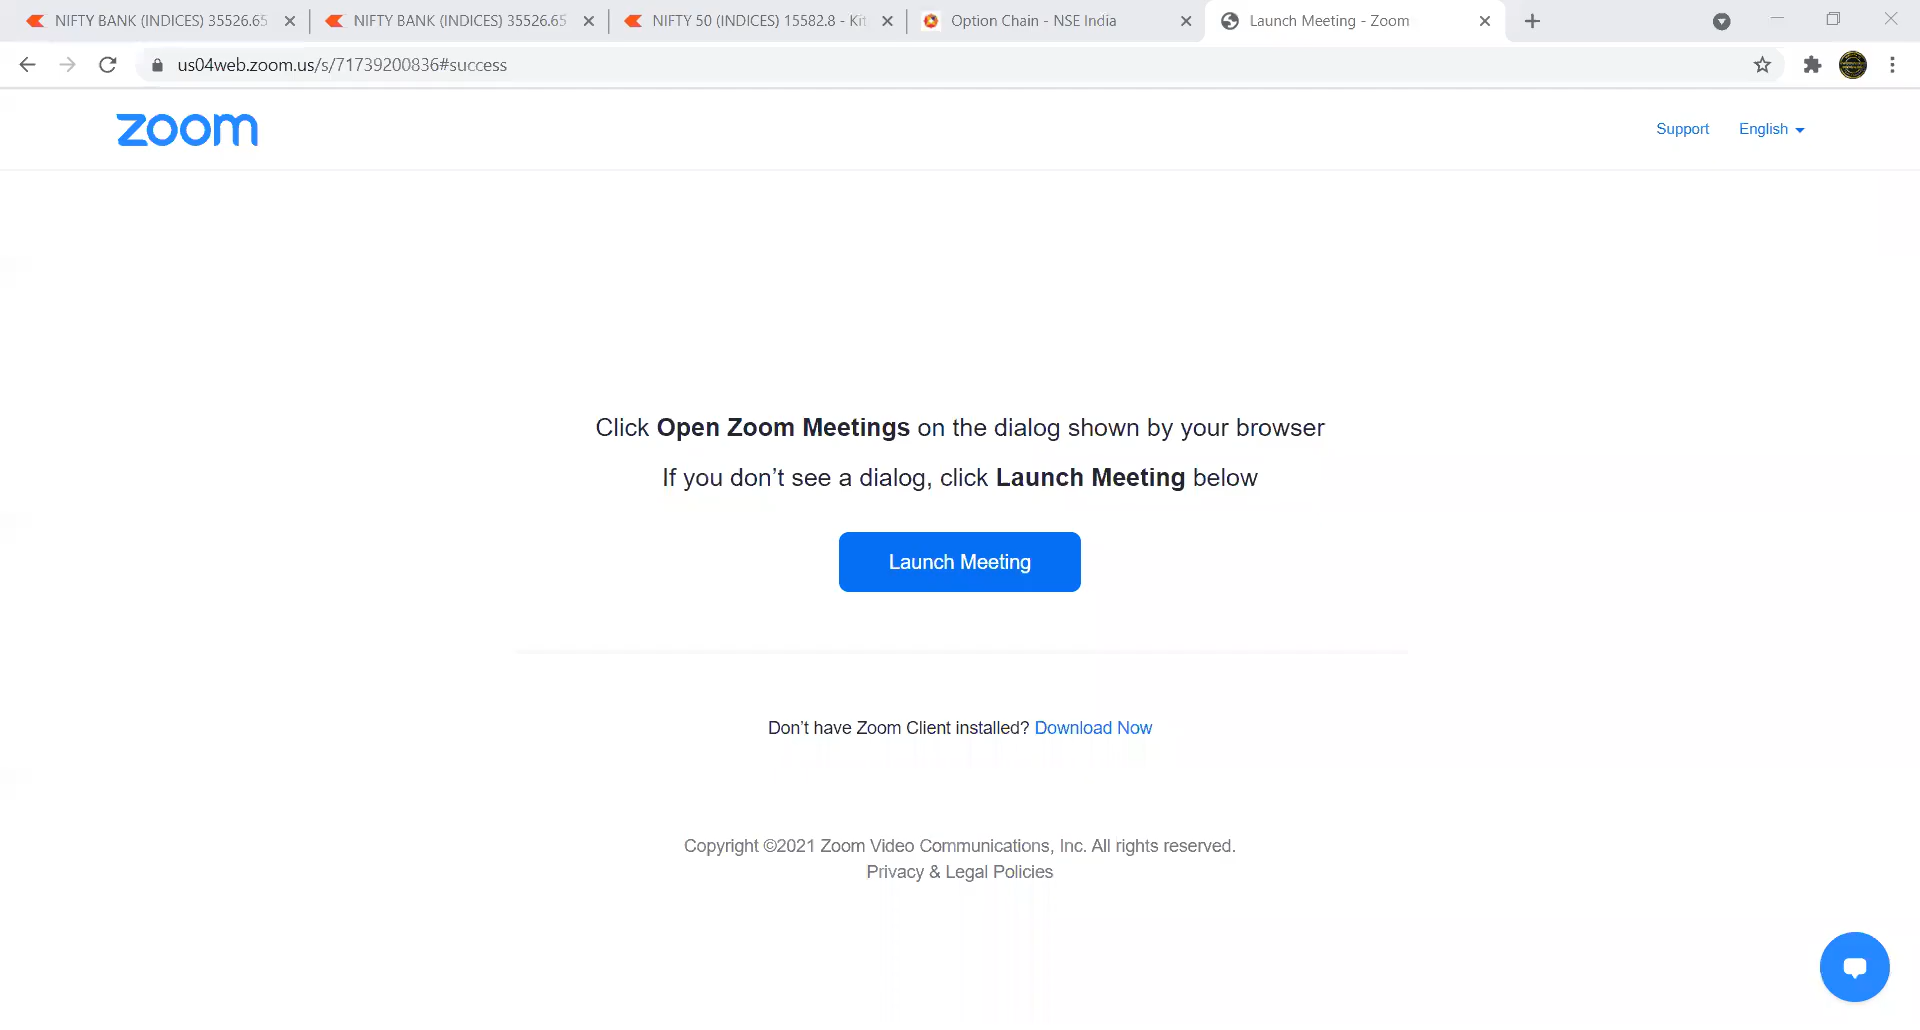 NIFTY BANK (INDICES) 35526.65
NIFTY BANK (INDICES) 35526.65
NIFTY 50 (INDICES) 15582.8 - Kit
Option Chain - NSE India
Launch Meeting - Zoom
us04web.zoom.us/s/71739200836#success
zoom
Support
English
Click Open Zoom Meetings on the dialog shown by your browser
If you don’t see a dialog, click Launch Meeting below
Launch Meeting
Don’t have Zoom Client installed? Download Now
Copyright ©2021 Zoom Video Communications, Inc. All rights reserved.
Privacy & Legal Policies